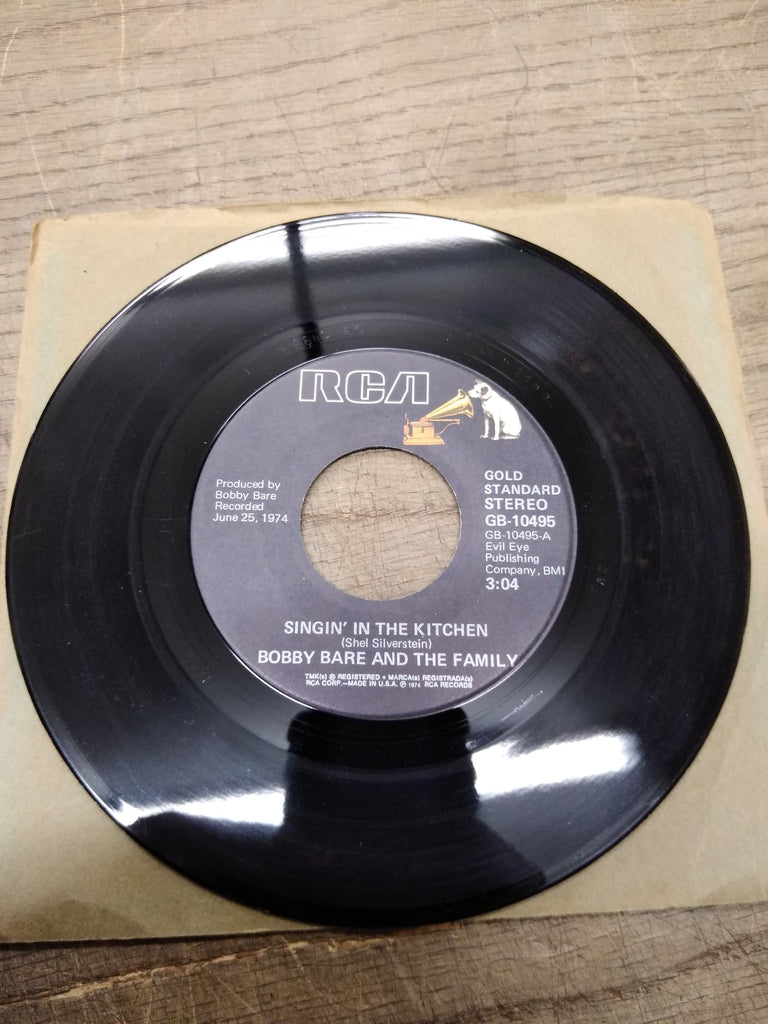 RCA
Produced by
Bobby Bare
Recorded
June 25, 1974
GOLD
STANDARD
STEREO
GB-10495
GB-10495-A
Evil Eye
Publishing
Company, BMI
3:04
SINGIN' IN THE KITCHEN
(Shel Silverstein)
BOBBY BARE AND THE FAMILY
TMK(s) ® REGISTERED • MARCA(s) REGISTRADA(s)
RCA CORP.—MADE IN U.S.A. ℗ 1974 RCA RECORDS